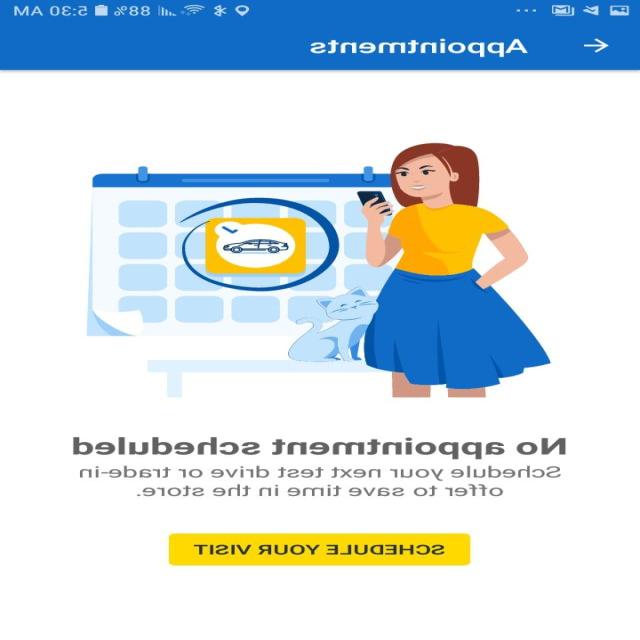 88% 5:30 AM
Appointments
No appointment scheduled
Schedule your next test drive or trade-in
offer to save time in the store.
SCHEDULE YOUR VISIT